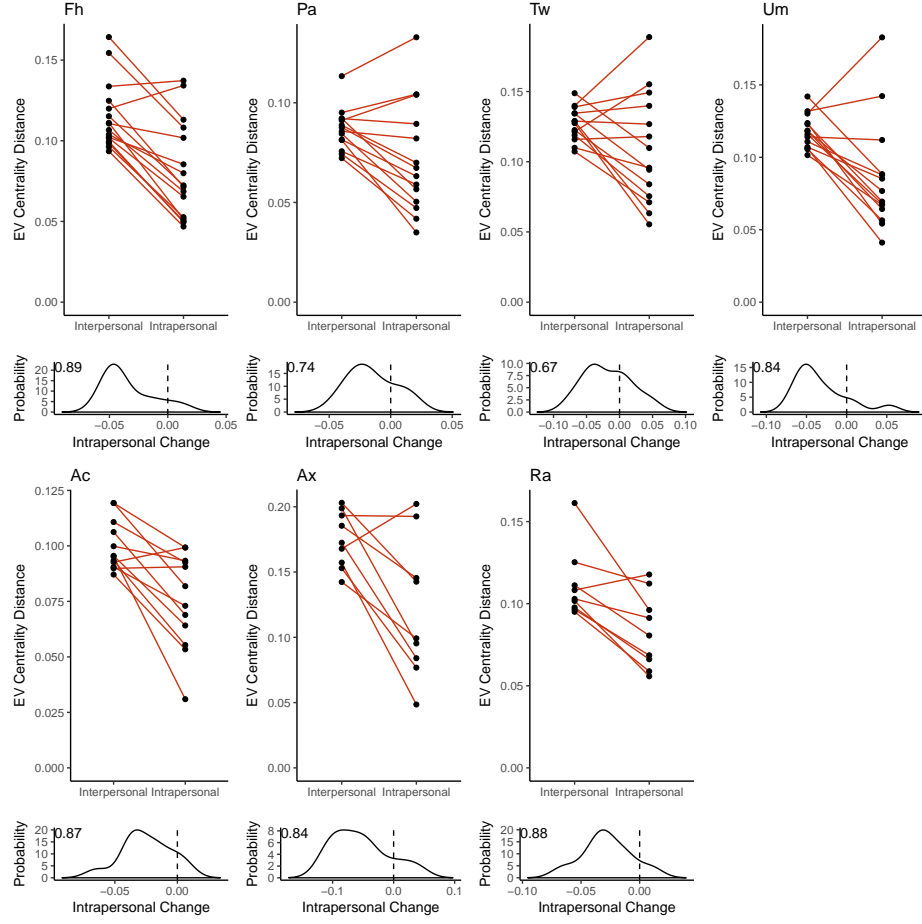 Fh Pa Tw Um
EV Centrality Distance
0.15
0.10
0.05
0.00
Interpersonal Intrapersonal
EV Centrality Distance
0.10
0.05
0.00
Interpersonal Intrapersonal
EV Centrality Distance
0.15
0.10
0.05
0.00
Interpersonal Intrapersonal
EV Centrality Distance
0.15
0.10
0.05
0.00
Interpersonal Intrapersonal
Probability
20
15
10
5
0
0.89
−0.05 0.00 0.05
Intrapersonal Change
Probability
15
10
5
0
0.74
−0.05 0.00 0.05
Intrapersonal Change
Probability
10.0
7.5
5.0
2.5
0.0
0.67
−0.10 −0.05 0.00 0.05 0.10
Intrapersonal Change
Probability
15
10
5
0
0.84
−0.10 −0.05 0.00 0.05
Intrapersonal Change
Ac Ax Ra
EV Centrality Distance
0.125
0.100
0.075
0.050
0.025
0.000
Interpersonal Intrapersonal
EV Centrality Distance
0.20
0.15
0.10
0.05
0.00
Interpersonal Intrapersonal
EV Centrality Distance
0.15
0.10
0.05
0.00
Interpersonal Intrapersonal
Probability
20
15
10
5
0
0.87
−0.05 0.00
Intrapersonal Change
Probability
8
6
4
2
0
0.84
−0.1 0.0 0.1
Intrapersonal Change
Probability
20
15
10
5
0
0.88
−0.10 −0.05 0.00
Intrapersonal Change